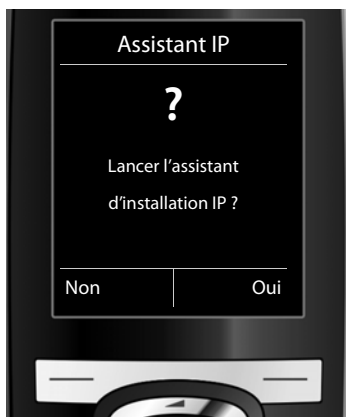 Assistant IP
?
Lancer l'assistant
d'installation IP ?
Non Oui